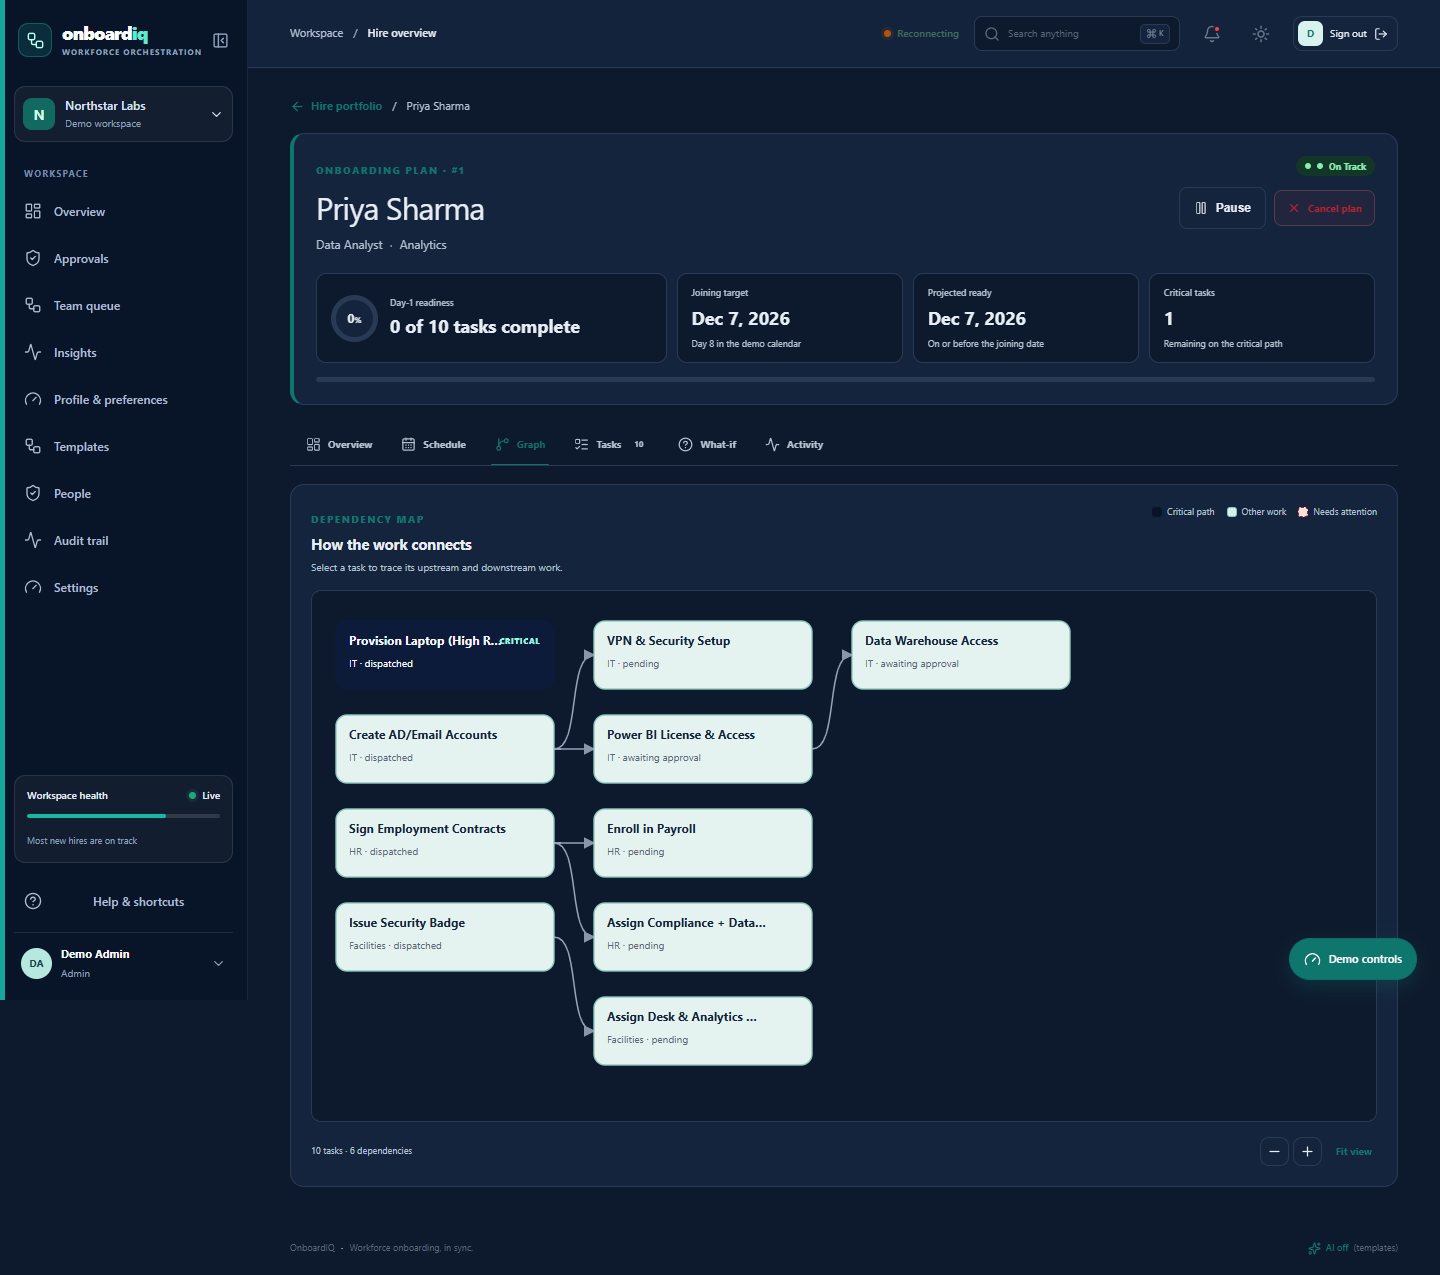 onboardiq
WORKFORCE ORCHESTRATION
N
Northstar Labs
Demo workspace
WORKSPACE
Overview
Approvals
Team queue
Insights
Profile & preferences
Templates
People
Audit trail
Settings
Workspace health
Live
Most new hires are on track
Help & shortcuts
DA
Demo Admin
Admin
Workspace / Hire overview
Reconnecting
Search anything
⌘ K
D
Sign out
Hire portfolio / Priya Sharma
ONBOARDING PLAN · #1
On Track
Priya Sharma
Pause
Cancel plan
Data Analyst · Analytics
0%
Day-1 readiness
0 of 10 tasks complete
Joining target
Dec 7, 2026
Day 8 in the demo calendar
Projected ready
Dec 7, 2026
On or before the joining date
Critical tasks
1
Remaining on the critical path
Overview
Schedule
Graph
Tasks 10
What-if
Activity
DEPENDENCY MAP
Critical path
Other work
Needs attention
How the work connects
Select a task to trace its upstream and downstream work.
Provision Laptop (High R...
CRITICAL
IT · dispatched
VPN & Security Setup
IT · pending
Data Warehouse Access
IT · awaiting approval
Create AD/Email Accounts
IT · dispatched
Power BI License & Access
IT · awaiting approval
Sign Employment Contracts
HR · dispatched
Enroll in Payroll
HR · pending
Issue Security Badge
Facilities · dispatched
Assign Compliance + Data...
HR · pending
Assign Desk & Analytics ...
Facilities · pending
Demo controls
10 tasks · 6 dependencies
Fit view
OnboardIQ · Workforce onboarding, in sync.
AI off (templates)